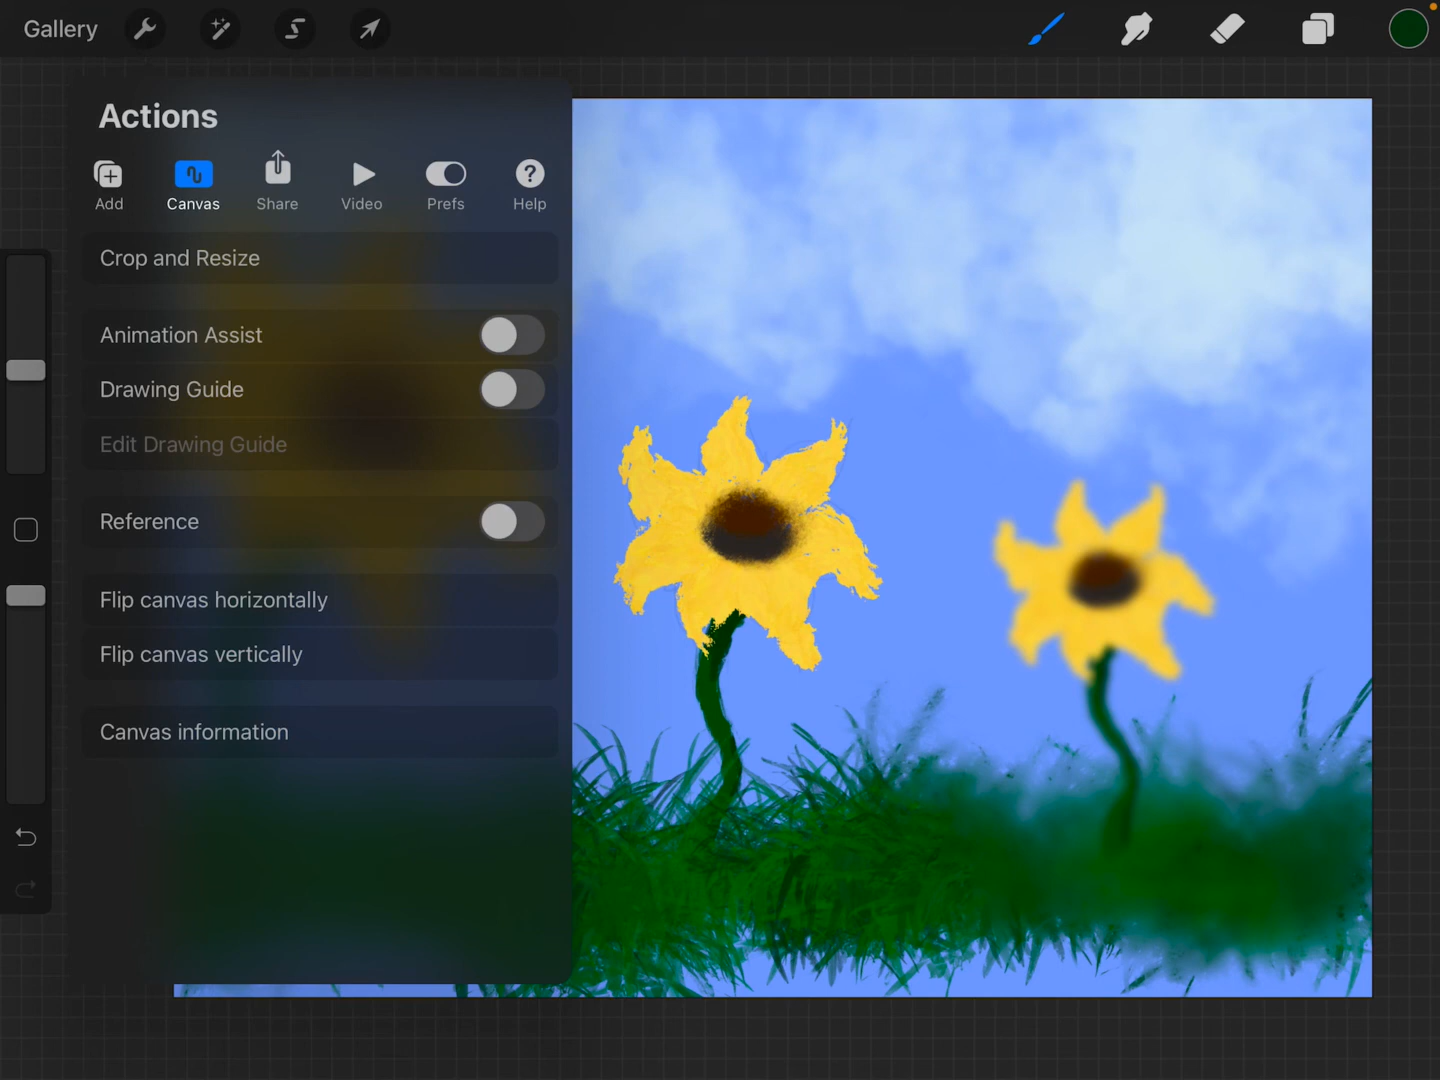 Gallery
Actions
Add
Canvas
Share
Video
Prefs
Help
Crop and Resize
Animation Assist
Drawing Guide
Edit Drawing Guide
Reference
Flip canvas horizontally
Flip canvas vertically
Canvas information